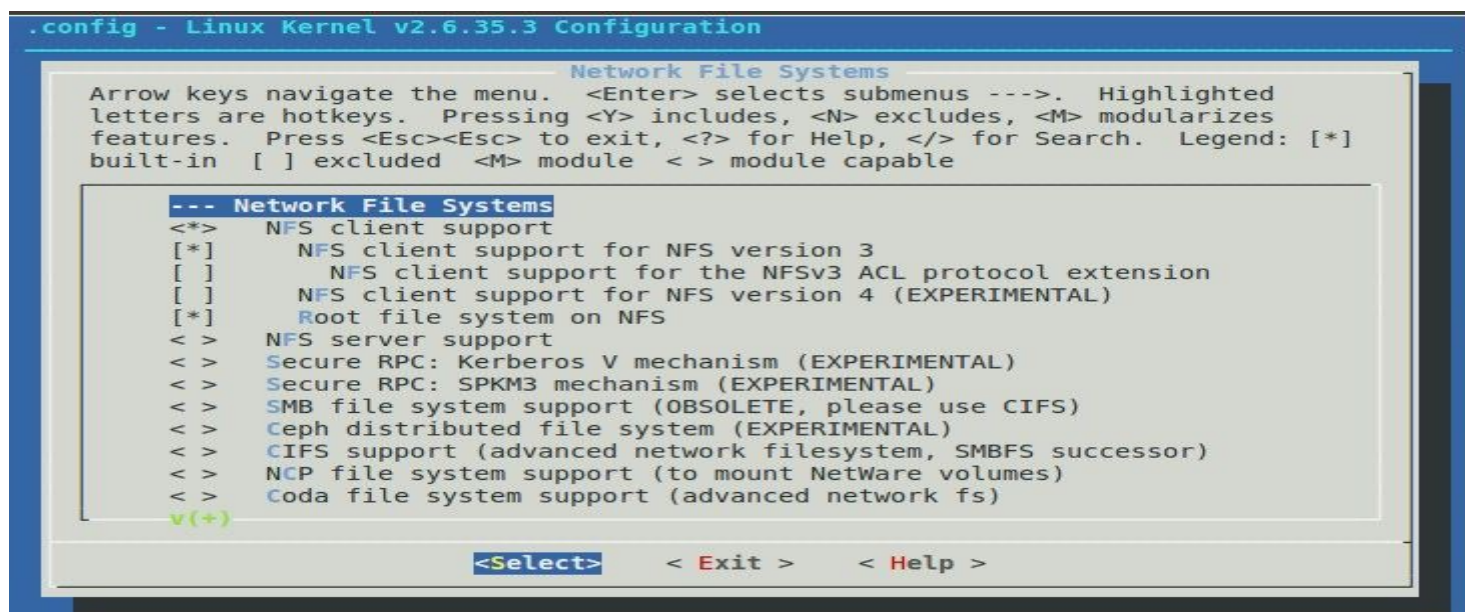 .config - Linux Kernel v2.6.35.3 Configuration
Network File Systems
Arrow keys navigate the menu.  <Enter> selects submenus --->.  Highlighted
letters are hotkeys.  Pressing <Y> includes, <N> excludes, <M> modularizes
features.  Press <Esc><Esc> to exit, <?> for Help, </> for Search.  Legend: [*]
built-in  [ ] excluded  <M> module  < > module capable
--- Network File Systems
<*>   NFS client support
[*]     NFS client support for NFS version 3
[ ]       NFS client support for the NFSv3 ACL protocol extension
[ ]     NFS client support for NFS version 4 (EXPERIMENTAL)
[*]     Root file system on NFS
< >   NFS server support
< >   Secure RPC: Kerberos V mechanism (EXPERIMENTAL)
< >   Secure RPC: SPKM3 mechanism (EXPERIMENTAL)
< >   SMB file system support (OBSOLETE, please use CIFS)
< >   Ceph distributed file system (EXPERIMENTAL)
< >   CIFS support (advanced network filesystem, SMBFS successor)
< >   NCP file system support (to mount NetWare volumes)
< >   Coda file system support (advanced network fs)
v(+)
<Select>    < Exit >    < Help >